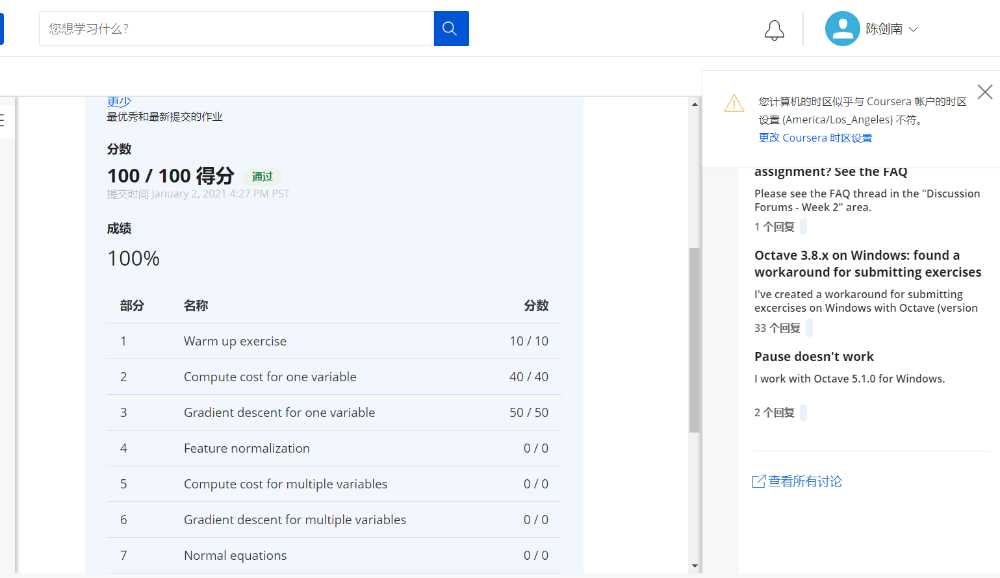 您想学习什么?
陈剑南
您计算机的时区似乎与 Coursera 帐户的时区
设置 (America/Los_Angeles) 不符。
更改 Coursera 时区设置
更少
最优秀和最新提交的作业
分数
100 / 100 得分 通过
提交时间 January 2, 2021 4:27 PM PST
成绩
100%
部分 名称 分数
1 Warm up exercise 10 / 10
2 Compute cost for one variable 40 / 40
3 Gradient descent for one variable 50 / 50
4 Feature normalization 0 / 0
5 Compute cost for multiple variables 0 / 0
6 Gradient descent for multiple variables 0 / 0
7 Normal equations 0 / 0
assignment? See the FAQ
Please see the FAQ thread in the "Discussion
Forums - Week 2" area.
1 个回复
Octave 3.8.x on Windows: found a
workaround for submitting exercises
I've created a workaround for submitting
excercises on Windows with Octave (version
33 个回复
Pause doesn't work
I work with Octave 5.1.0 for Windows.
2 个回复
查看所有讨论